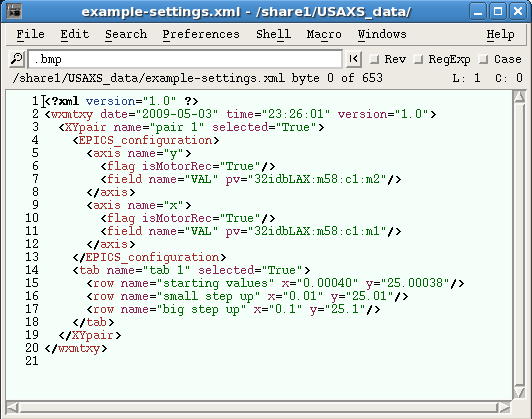 example-settings.xml - /share1/USAXS_data/
File Edit Search Preferences Shell Macro Windows Help
.bmp Rev RegExp Case
/share1/USAXS_data/example-settings.xml byte 0 of 653 L: 1 C: 0
1 <?xml version="1.0" ?>
2 <wxmtxy date="2009-05-03" time="23:26:01" version="1.0">
3 <XYpair name="pair 1" selected="True">
4 <EPICS_configuration>
5 <axis name="y">
6 <flag isMotorRec="True"/>
7 <field name="VAL" pv="32idbLAX:m58:c1:m2"/>
8 </axis>
9 <axis name="x">
10 <flag isMotorRec="True"/>
11 <field name="VAL" pv="32idbLAX:m58:c1:m1"/>
12 </axis>
13 </EPICS_configuration>
14 <tab name="tab 1" selected="True">
15 <row name="starting values" x="0.00040" y="25.00038"/>
16 <row name="small step up" x="0.01" y="25.01"/>
17 <row name="big step up" x="0.1" y="25.1"/>
18 </tab>
19 </XYpair>
20 </wxmtxy>
21